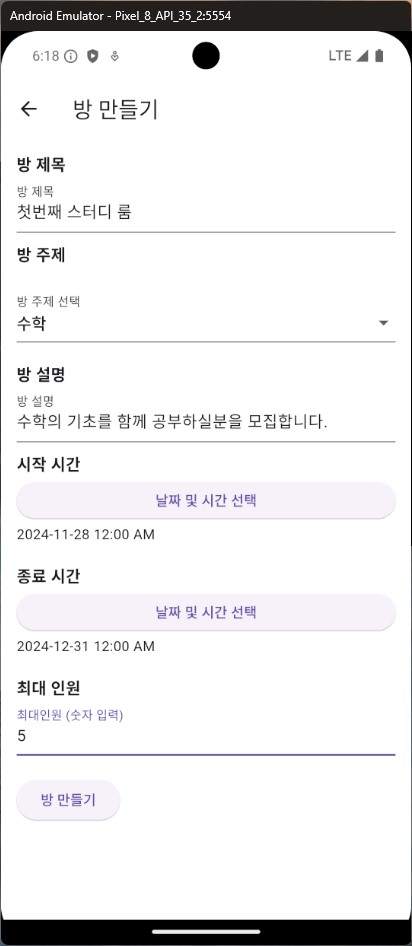 Android Emulator - Pixel_8_API_35_2:5554
6:18
LTE
방 만들기
방 제목
방 제목
첫번째 스터디 룸
방 주제
방 주제 선택
수학
방 설명
방 설명
수학의 기초를 함께 공부하실분을 모집합니다.
시작 시간
날짜 및 시간 선택
2024-11-28 12:00 AM
종료 시간
날짜 및 시간 선택
2024-12-31 12:00 AM
최대 인원
최대인원 (숫자 입력)
5
방 만들기